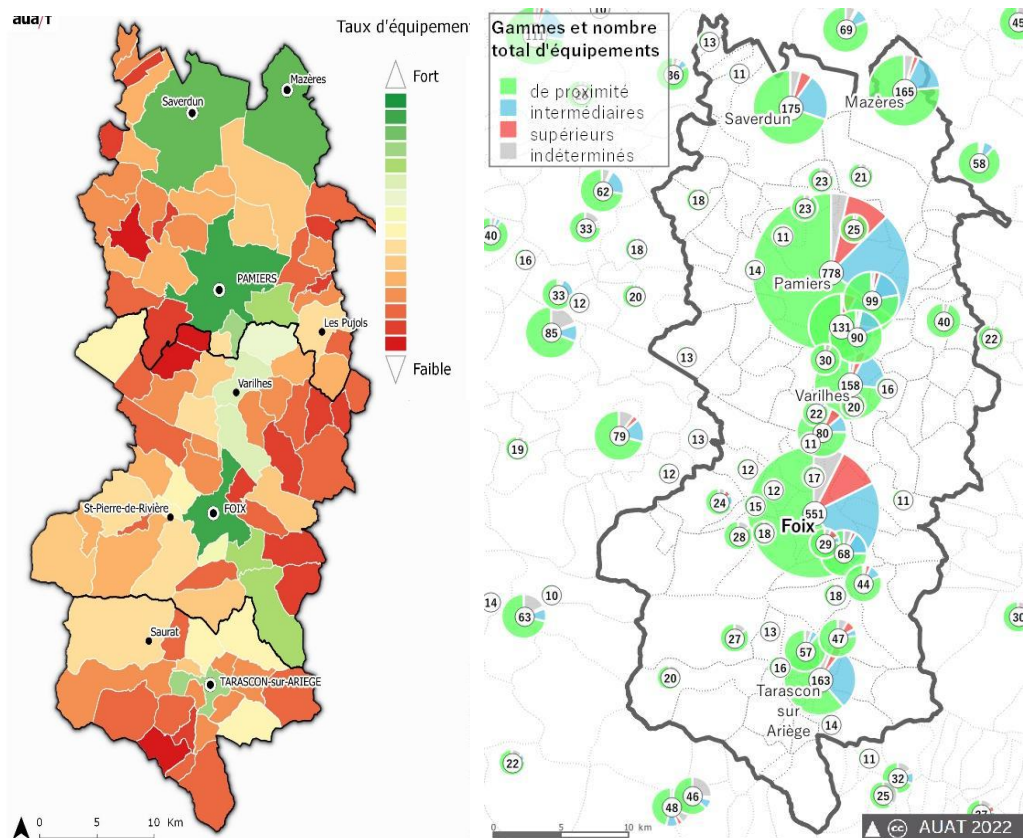 aua/T
Taux d'équipement
Fort
Faible
Mazères
Saverdun
PAMIERS
Les Pujols
Varilhes
St-Pierre-de-Rivière
FOIX
Saurat
TARASCON-sur-ARIEGE
0 5 10 Km
Gammes et nombre
total d'équipements
de proximité
intermédiaires
supérieurs
indéterminés
69
45
13
11
36
175
Saverdun
165
Mazères
58
62
23
21
18
33
23
25
40
11
18
16
14
778
Pamiers
33
12
20
99
85
131
90
40
22
13
30
158
16
Varilhes
20
22
79
80
13
11
19
12
12
17
12
11
24
15
551
Foix
28
18
29
68
44
18
14
63
10
30
27
13
47
57
16
163
20
Tarascon
sur
Ariège
14
22
11
32
25
46
48
27
0 5 10 km
cc AUAT 2022